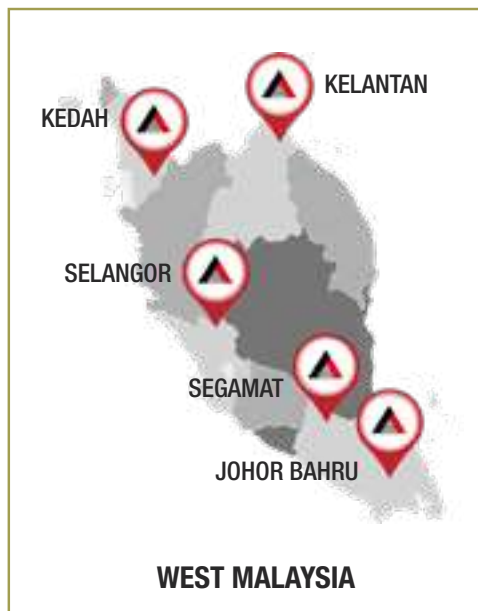 KELANTAN
KEDAH
SELANGOR
SEGAMAT
JOHOR BAHRU
WEST MALAYSIA